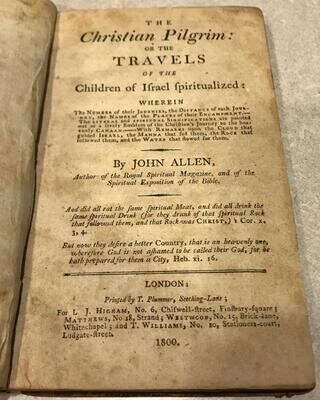 THE
Christian Pilgrim:
OR THE
TRAVELS
OF THE
Children of Israel spiritualized:
WHEREIN
The NUMBER of their JOURNIES, the DISTANCE of each JOUR-
NEY, the NAMES of the PLACES of their ENCAMPMENT,—
The LITERAL and SPIRITUAL SIGNIFICATIONS are pointed
out as a lively Emblem of the Christian's Journey to the hea-
venly CANAAN;——With REMARKS upon the CLOUD that
guided ISRAEL, the MANNA that fed them, the ROCK that
followed them, and the WATER that flowed for them.
By JOHN ALLEN,
Author of the Royal Spiritual Magazine, and of the
Spiritual Exposition of the Bible.
And did all eat the same spiritual Meat, and did all drink the
same spiritual Drink (for they drank of that spiritual Rock
that followed them, and that Rock was CHRIST,) 1 Cor. x,
3, 4.
But now they desire a better Country, that is an heavenly one,
wherefore God is not ashamed to be called their God, for he
hath prepared for them a City, Heb. xi. 16.
LONDON:
Printed by T. Plummer, Seething-Lane;
For L. J. HIGHAM, No. 6, Chiswell-street, Finsbury-square;
MATTHEWS, No 18, Strand; WESTWOOD, No. 15, Brick-lane,
Whitechapel; and T. WILLIAMS, No. 10, Stationers-court,
Ludgate-street.
1800.